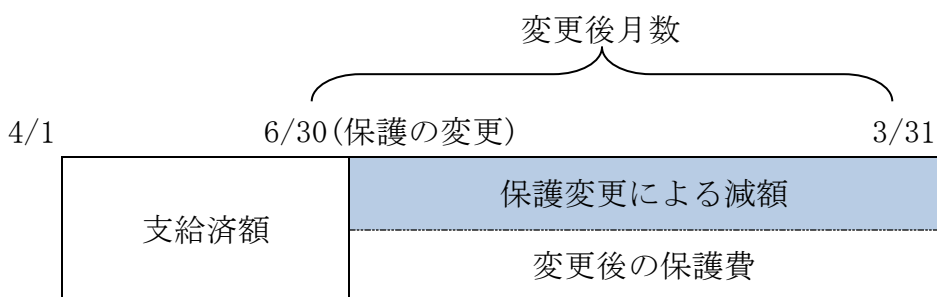 変更後月数
4/1 6/30(保護の変更) 3/31
保護変更による減額
支給済額
変更後の保護費